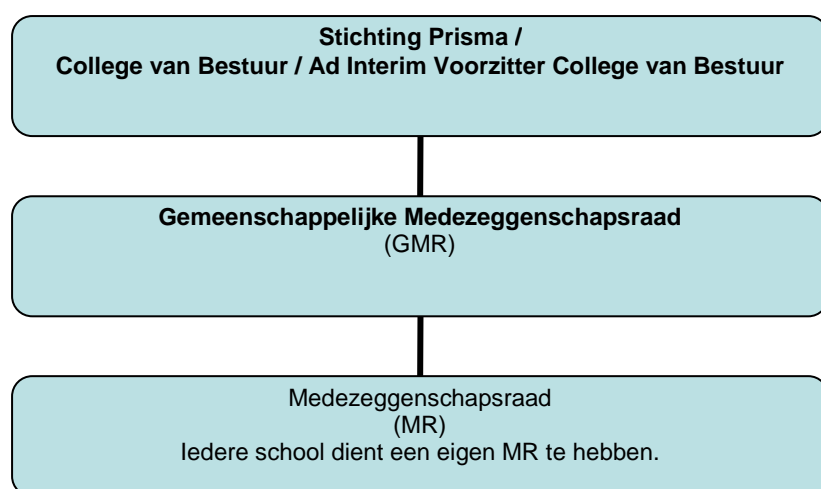 Stichting Prisma /
College van Bestuur / Ad Interim Voorzitter College van Bestuur
Gemeenschappelijke Medezeggenschapsraad
(GMR)
Medezeggenschapsraad
(MR)
Iedere school dient een eigen MR te hebben.